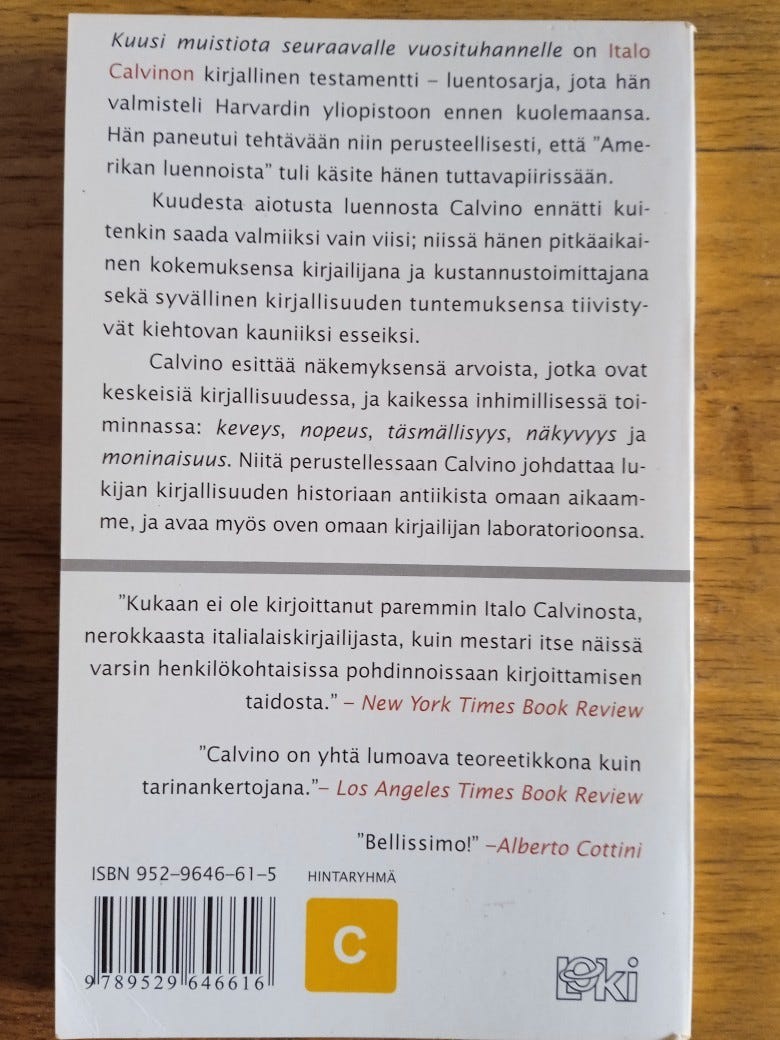 Kuusi muistiota seuraavalle vuosituhannelle on Italo
Calvinon kirjallinen testamentti – luentosarja, jota hän
valmisteli Harvardin yliopistoon ennen kuolemaansa.
Hän paneutui tehtävään niin perusteellisesti, että ”Ame-
rikan luennoista” tuli käsite hänen tuttavapiirissään.
Kuudesta aiotusta luennosta Calvino ennätti kui-
tenkin saada valmiiksi vain viisi; niissä hänen pitkäaikai-
nen kokemuksensa kirjailijana ja kustannustoimittajana
sekä syvällinen kirjallisuuden tuntemuksensa tiivisty-
vät kiehtovan kauniiksi esseiksi.
Calvino esittää näkemyksensä arvoista, jotka ovat
keskeisiä kirjallisuudessa, ja kaikessa inhimillisessä toi-
minnassa: keveys, nopeus, täsmällisyys, näkyvyys ja
moninaisuus. Niitä perustellessaan Calvino johdattaa lu-
kijan kirjallisuuden historiaan antiikista omaan aikaam-
me, ja avaa myös oven omaan kirjailijan laboratorioonsa.
”Kukaan ei ole kirjoittanut paremmin Italo Calvinosta,
nerokkaasta italialaiskirjailijasta, kuin mestari itse näissä
varsin henkilökohtaisissa pohdinnoissaan kirjoittamisen
taidosta.” – New York Times Book Review
”Calvino on yhtä lumoava teoreetikkona kuin
tarinankertojana.”– Los Angeles Times Book Review
”Bellissimo!” –Alberto Cottini
ISBN 952–9646–61–5
HINTARYHMÄ
C
9 789529 646616
Loki